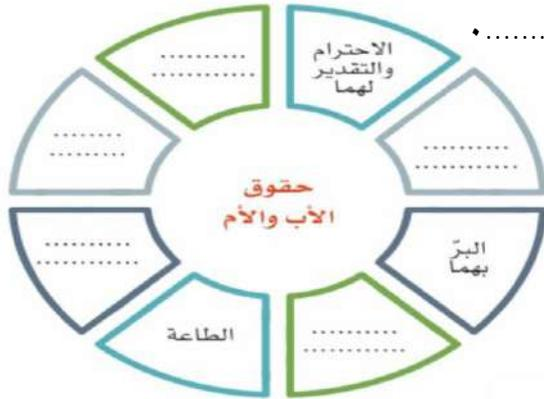 الاحترام
والتقدير
لهما
..........
..........
........
.........
..........
...........
حقوق
الأب والأم
..........
............
البرّ
بهما
الطاعة
..........
............